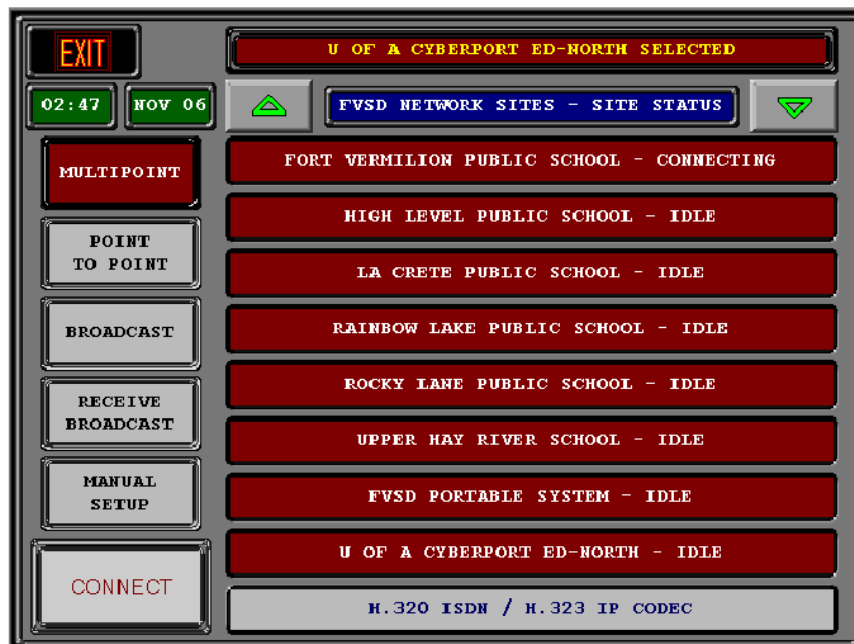 EXIT
U OF A CYBERPORT ED-NORTH SELECTED
02:47
NOV 06
FVSD NETWORK SITES - SITE STATUS
MULTIPOINT
POINT
TO POINT
BROADCAST
RECEIVE
BROADCAST
MANUAL
SETUP
CONNECT
FORT VERMILION PUBLIC SCHOOL - CONNECTING
HIGH LEVEL PUBLIC SCHOOL - IDLE
LA CRETE PUBLIC SCHOOL - IDLE
RAINBOW LAKE PUBLIC SCHOOL - IDLE
ROCKY LANE PUBLIC SCHOOL - IDLE
UPPER HAY RIVER SCHOOL - IDLE
FVSD PORTABLE SYSTEM - IDLE
U OF A CYBERPORT ED-NORTH - IDLE
H.320 ISDN / H.323 IP CODEC